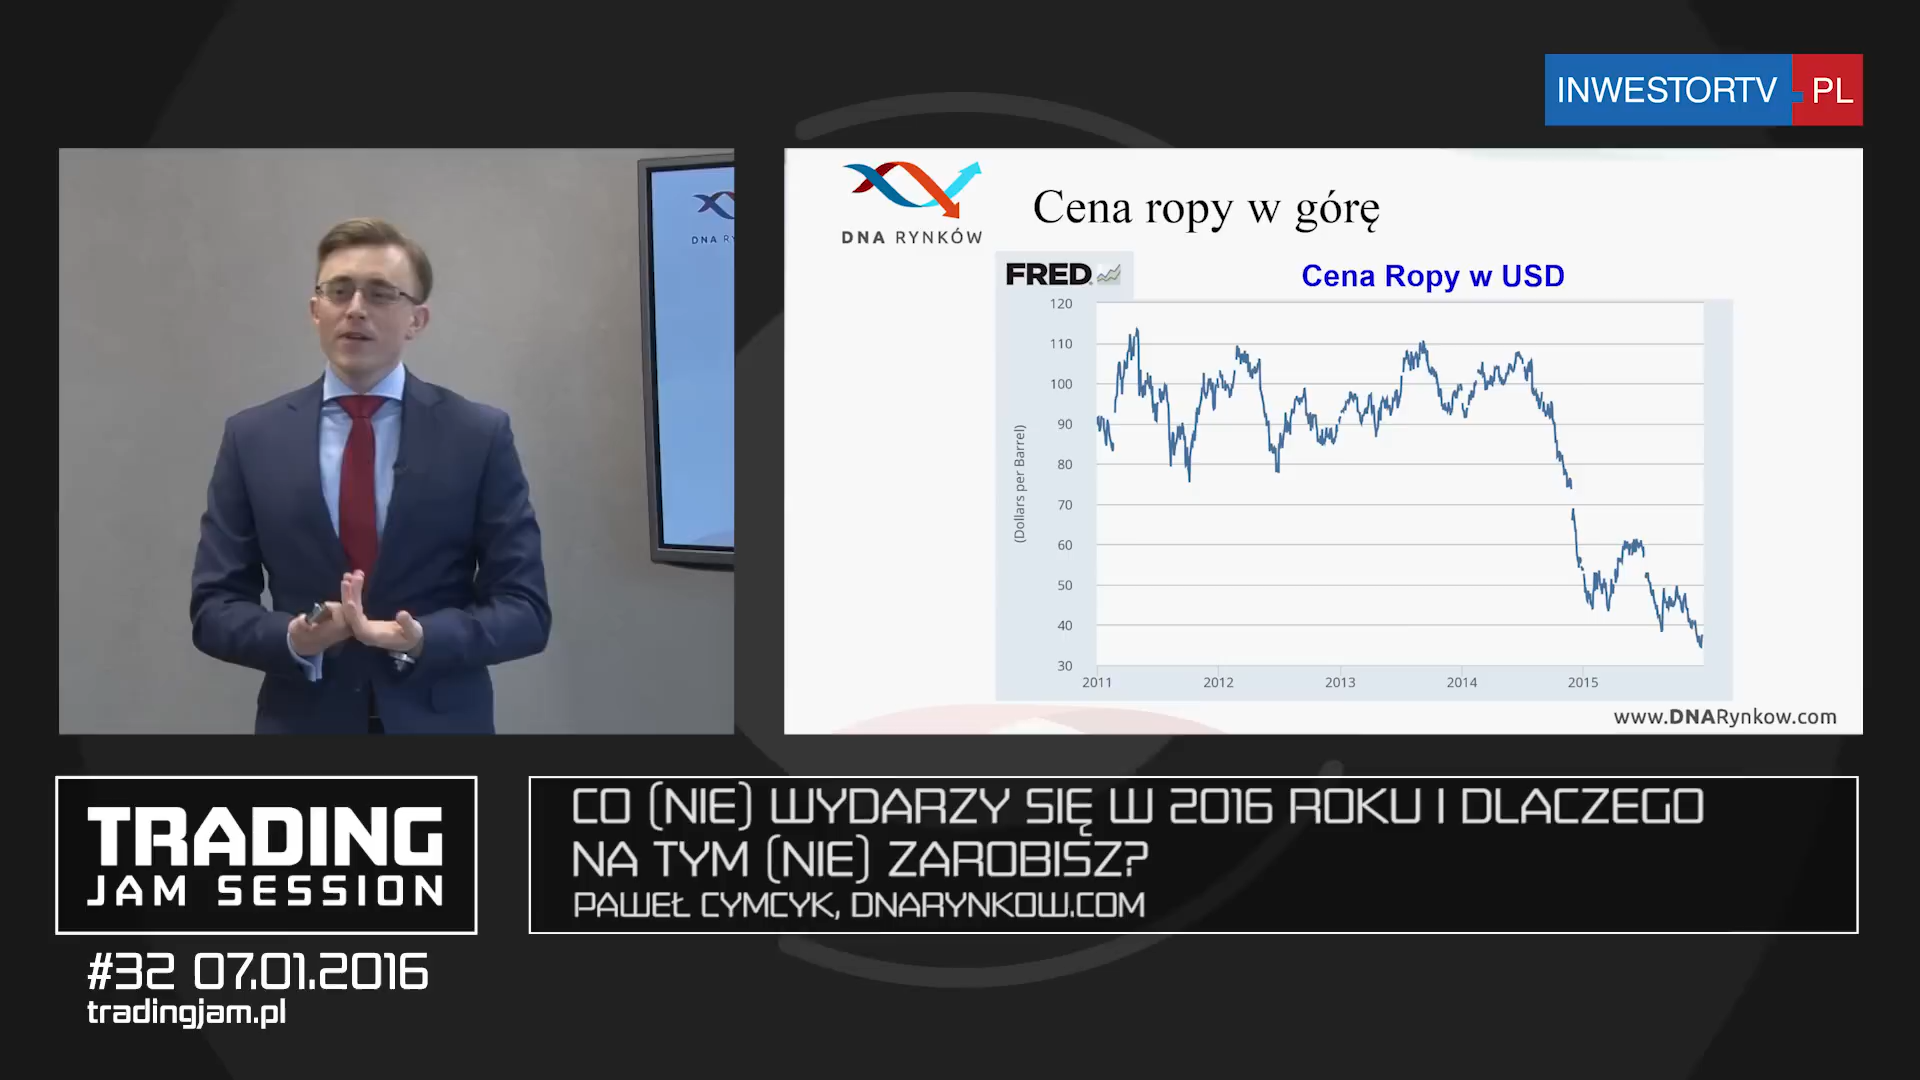 INWESTORTV.PL
DNA RY
DNA RYNKÓW
Cena ropy w górę
FRED
Cena Ropy w USD
120
110
100
90
80
70
60
50
40
30
(Dollars per Barrel)
2011 2012 2013 2014 2015
www.DNARynkow.com
TRADING
JAM SESSION
#32 07.01.2016
tradingjam.pl
CO (NIE) WYDARZY SIĘ W 2016 ROKU I DLACZEGO
NA TYM (NIE) ZAROBISZ?
PAWEŁ CYMCYK, DNARYNKOW.COM